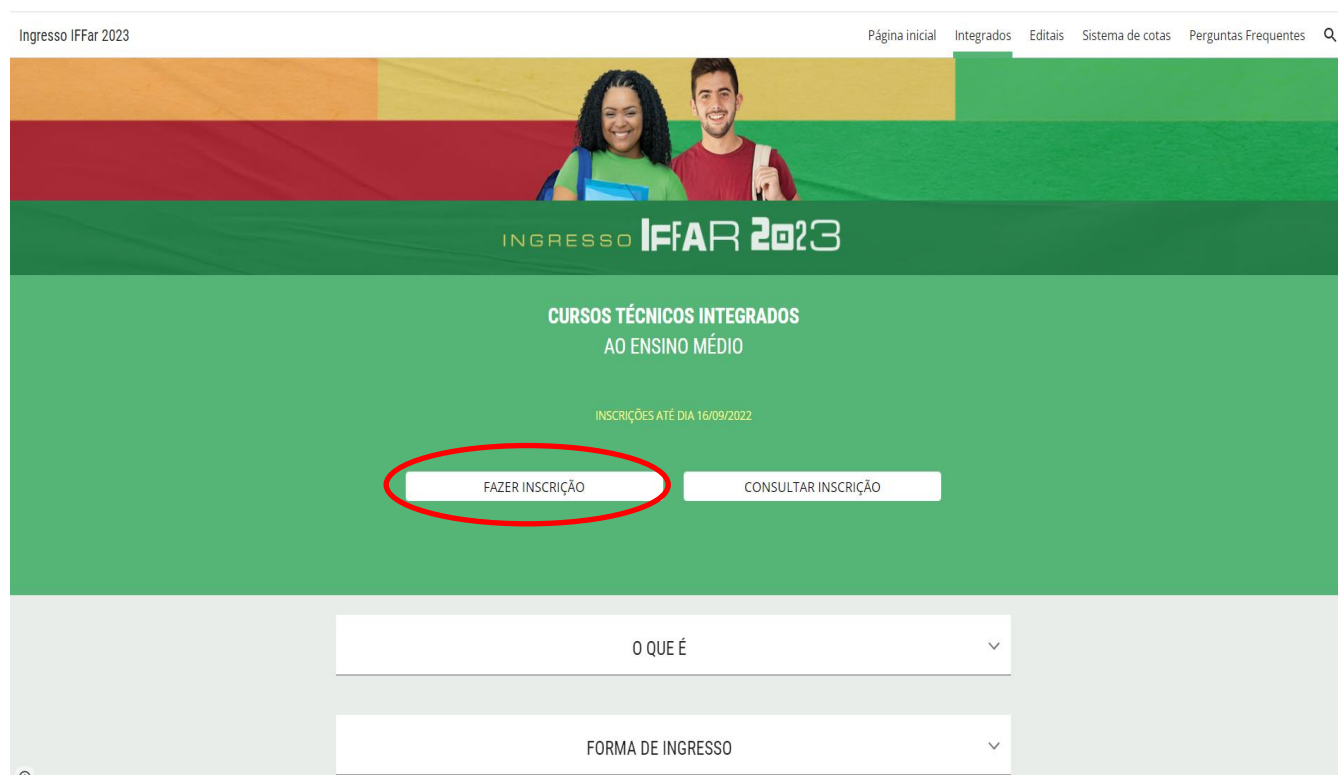 Ingresso IFFar 2023
Página inicial Integrados Editais Sistema de cotas Perguntas Frequentes
INGRESSO IFFAR 2023
CURSOS TÉCNICOS INTEGRADOS
AO ENSINO MÉDIO
INSCRIÇÕES ATÉ DIA 16/09/2022
FAZER INSCRIÇÃO
CONSULTAR INSCRIÇÃO
O QUE É
FORMA DE INGRESSO